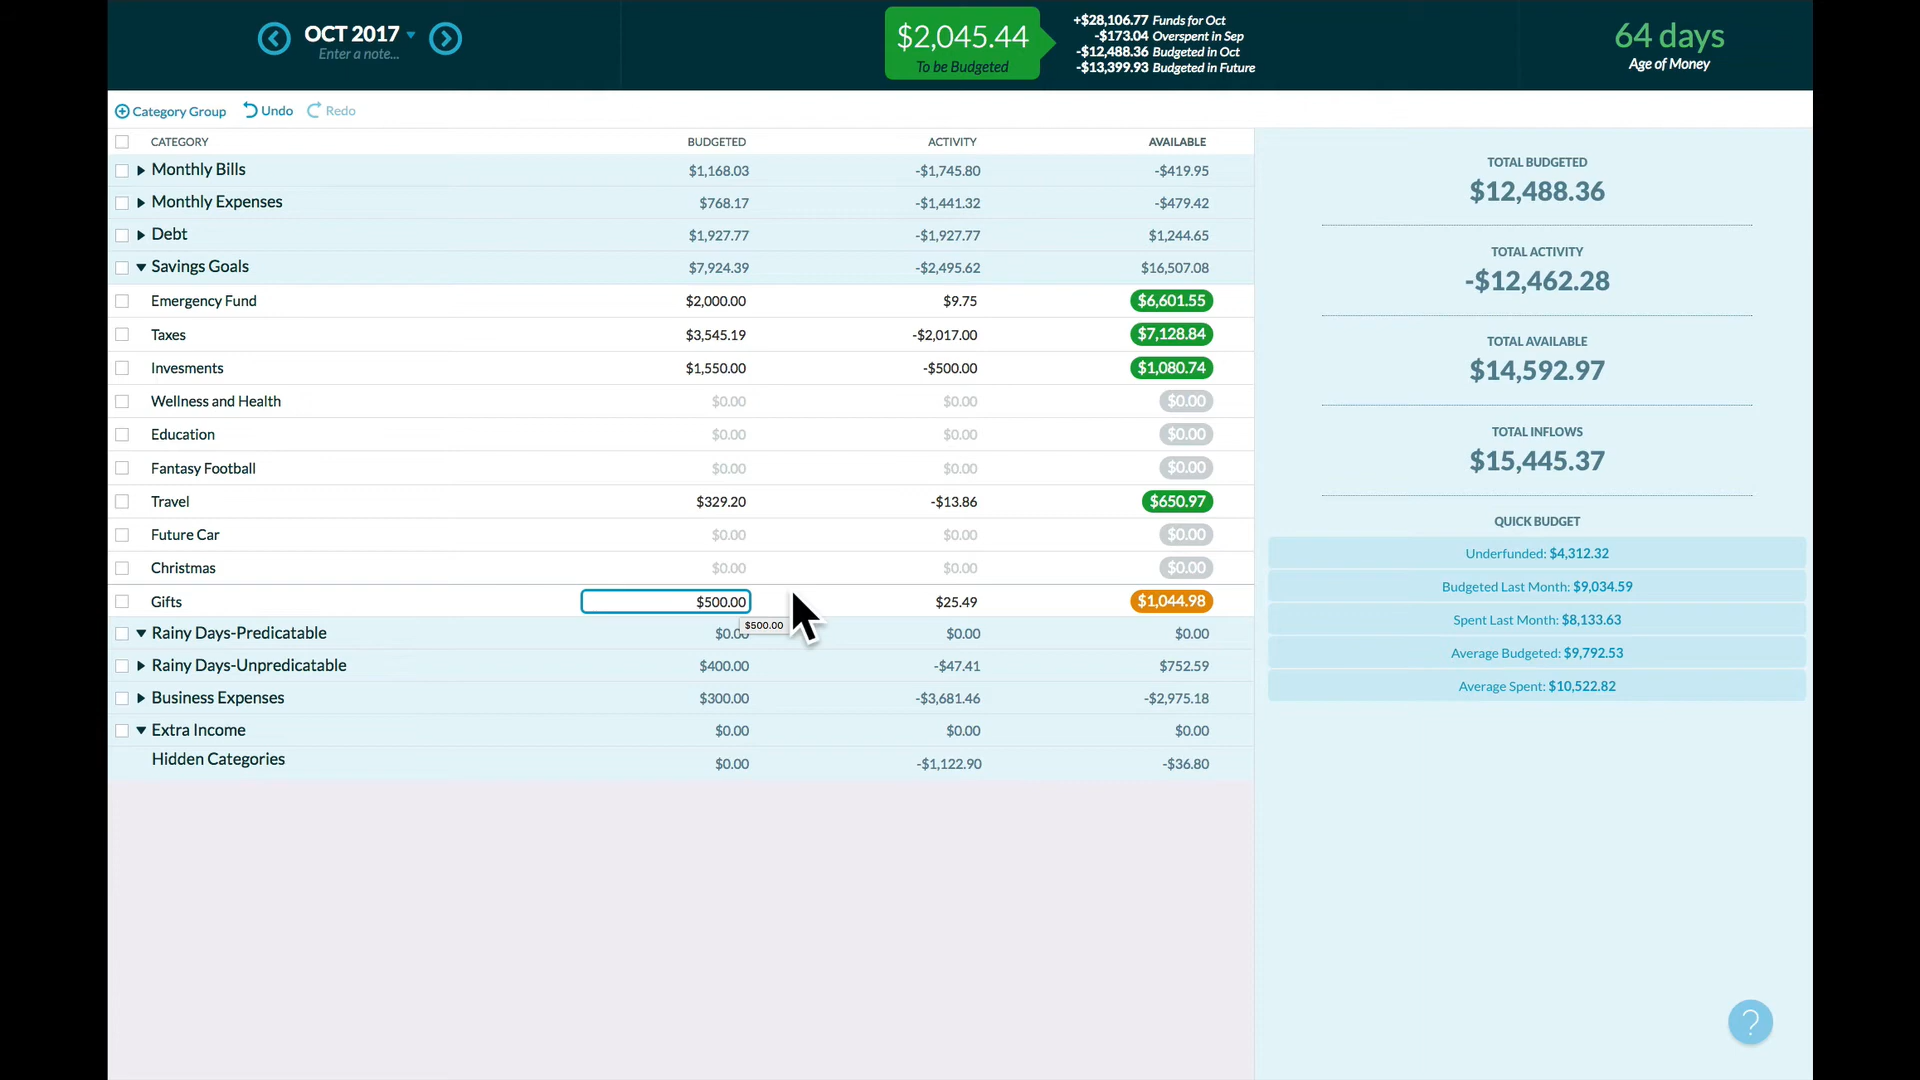 OCT 2017
Enter a note...
$2,045.44
To be Budgeted
+$28,106.77 Funds for Oct
-$173.04 Overspent in Sep
-$12,488.36 Budgeted in Oct
-$13,399.93 Budgeted in Future
64 days
Age of Money
Category Group Undo Redo
CATEGORY BUDGETED ACTIVITY AVAILABLE
Monthly Bills $1,168.03 -$1,745.80 -$419.95
Monthly Expenses $768.17 -$1,441.32 -$479.42
Debt $1,927.77 -$1,927.77 $1,244.65
Savings Goals $7,924.39 -$2,495.62 $16,507.08
Emergency Fund $2,000.00 $9.75 $6,601.55
Taxes $3,545.19 -$2,017.00 $7,128.84
Invesments $1,550.00 -$500.00 $1,080.74
Wellness and Health $0.00 $0.00 $0.00
Education $0.00 $0.00 $0.00
Fantasy Football $0.00 $0.00 $0.00
Travel $329.20 -$13.86 $650.97
Future Car $0.00 $0.00 $0.00
Christmas $0.00 $0.00 $0.00
Gifts $500.00 $25.49 $1,044.98
$500.00
Rainy Days-Predicatable $0.00 $0.00 $0.00
Rainy Days-Unpredicatable $400.00 -$47.41 $752.59
Business Expenses $300.00 -$3,681.46 -$2,975.18
Extra Income $0.00 $0.00 $0.00
Hidden Categories $0.00 -$1,122.90 -$36.80
TOTAL BUDGETED
$12,488.36
TOTAL ACTIVITY
-$12,462.28
TOTAL AVAILABLE
$14,592.97
TOTAL INFLOWS
$15,445.37
QUICK BUDGET
Underfunded: $4,312.32
Budgeted Last Month: $9,034.59
Spent Last Month: $8,133.63
Average Budgeted: $9,792.53
Average Spent: $10,522.82
?